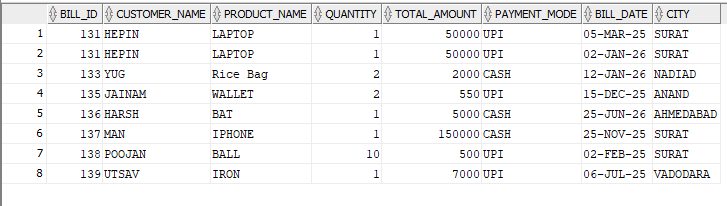 BILL_ID CUSTOMER_NAME PRODUCT_NAME QUANTITY TOTAL_AMOUNT PAYMENT_MODE BILL_DATE CITY
1 131 HEPIN LAPTOP 1 50000 UPI 05-MAR-25 SURAT
2 131 HEPIN LAPTOP 1 50000 UPI 02-JAN-26 SURAT
3 133 YUG Rice Bag 2 2000 CASH 12-JAN-26 NADIAD
4 135 JAINAM WALLET 2 550 UPI 15-DEC-25 ANAND
5 136 HARSH BAT 1 5000 CASH 25-JUN-26 AHMEDABAD
6 137 MAN IPHONE 1 150000 CASH 25-NOV-25 SURAT
7 138 POOJAN BALL 10 500 UPI 02-FEB-25 SURAT
8 139 UTSAV IRON 1 7000 UPI 06-JUL-25 VADODARA